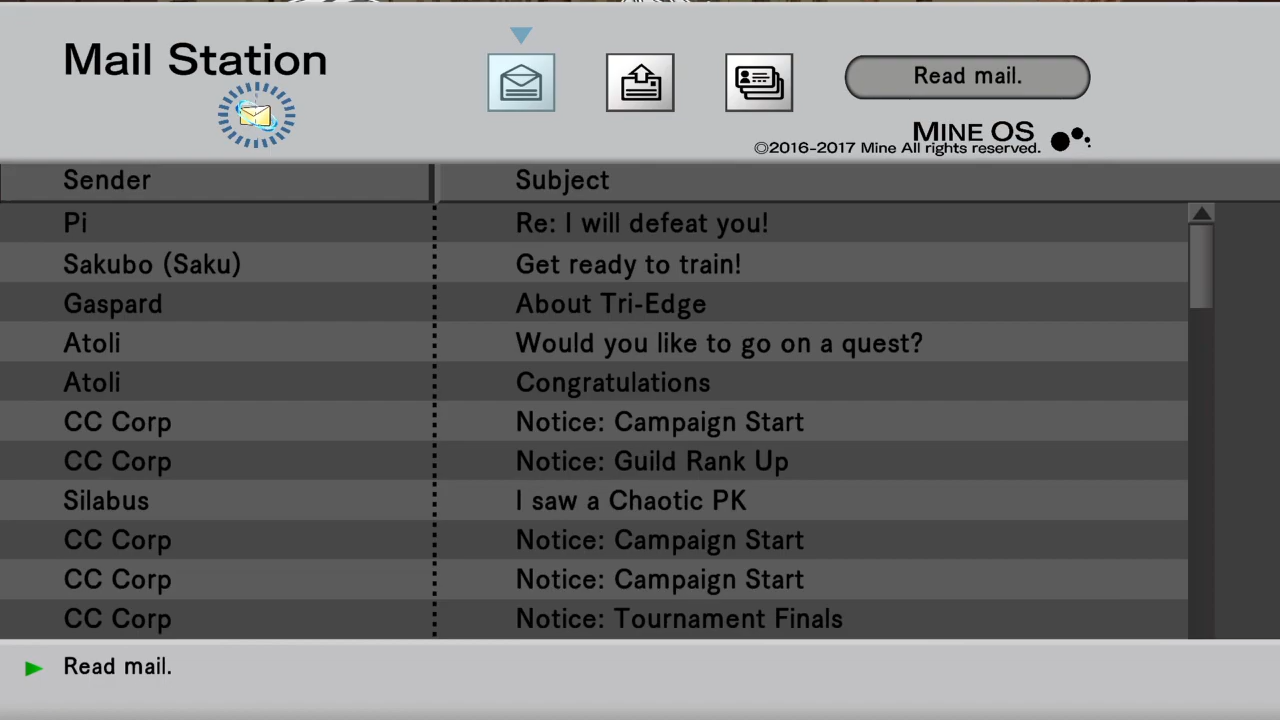 Mail Station
Read mail.
MINE OS
©2016-2017 Mine All rights reserved.
Sender Subject
Pi Re: I will defeat you!
Sakubo (Saku) Get ready to train!
Gaspard About Tri-Edge
Atoli Would you like to go on a quest?
Atoli Congratulations
CC Corp Notice: Campaign Start
CC Corp Notice: Guild Rank Up
Silabus I saw a Chaotic PK
CC Corp Notice: Campaign Start
CC Corp Notice: Campaign Start
CC Corp Notice: Tournament Finals
Read mail.